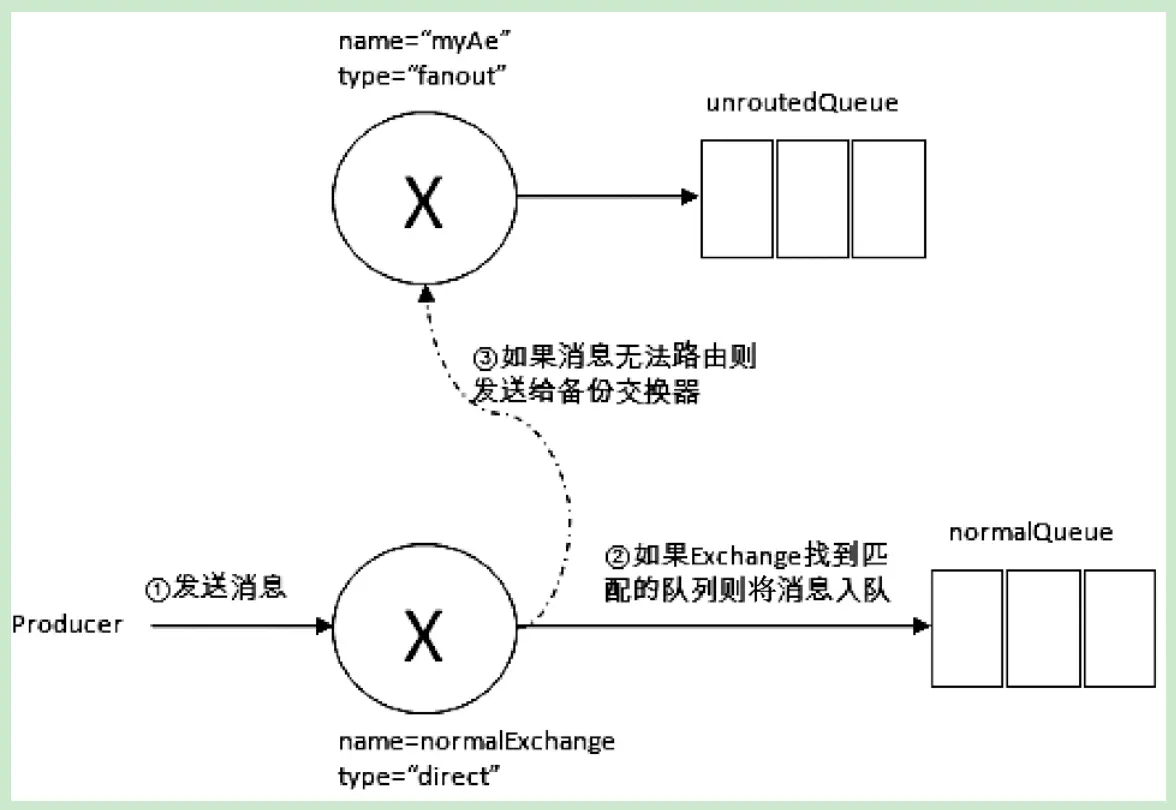 name=“myAe”
type=“fanout”
X
unroutedQueue
③如果消息无法路由则
发送给备份交换器
normalQueue
②如果Exchange找到匹
配的队列则将消息入队
①发送消息
Producer
X
name=normalExchange
type=“direct”